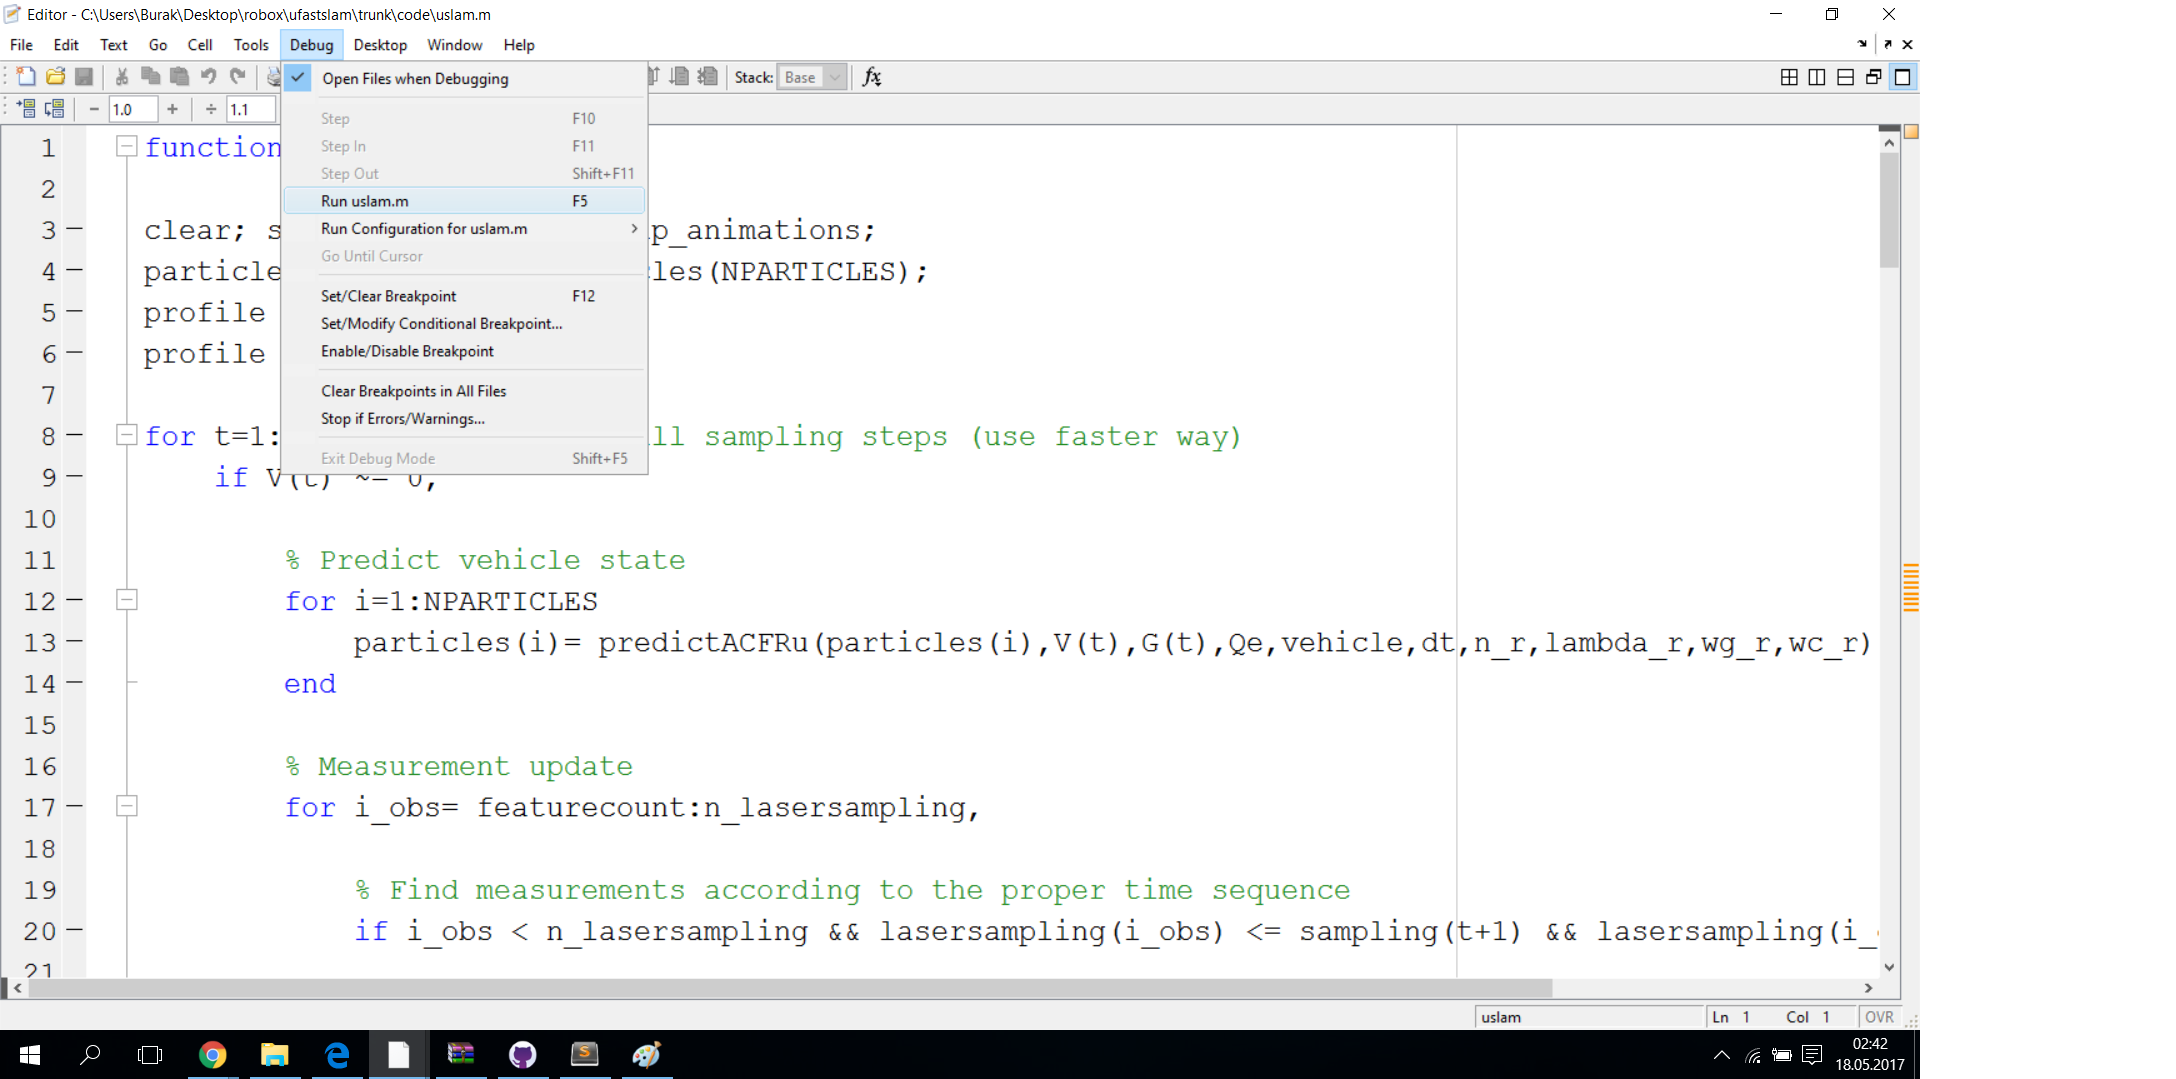 Editor - C:\Users\Burak\Desktop\robox\ufastslam\trunk\code\uslam.m
File Edit Text Go Cell Tools Debug Desktop Window Help
Stack: Base fx
- 1.0 + ÷ 1.1
Open Files when Debugging
Step F10
Step In F11
Step Out Shift+F11
Run uslam.m F5
Run Configuration for uslam.m
Go Until Cursor
Set/Clear Breakpoint F12
Set/Modify Conditional Breakpoint...
Enable/Disable Breakpoint
Clear Breakpoints in All Files
Stop if Errors/Warnings...
Exit Debug Mode Shift+F5
1 function
2
3 clear; s p_animations;
4 particle les(NPARTICLES);
5 profile
6 profile
7
8 for t=1: ll sampling steps (use faster way)
9 if V(t) ~= 0,
10
11 % Predict vehicle state
12 for i=1:NPARTICLES
13 particles(i)= predictACFRu(particles(i),V(t),G(t),Qe,vehicle,dt,n_r,lambda_r,wg_r,wc_r)
14 end
15
16 % Measurement update
17 for i_obs= featurecount:n_lasersampling,
18
19 % Find measurements according to the proper time sequence
20 if i_obs < n_lasersampling && lasersampling(i_obs) <= sampling(t+1) && lasersampling(i_
21
uslam Ln 1 Col 1 OVR
02:42
18.05.2017